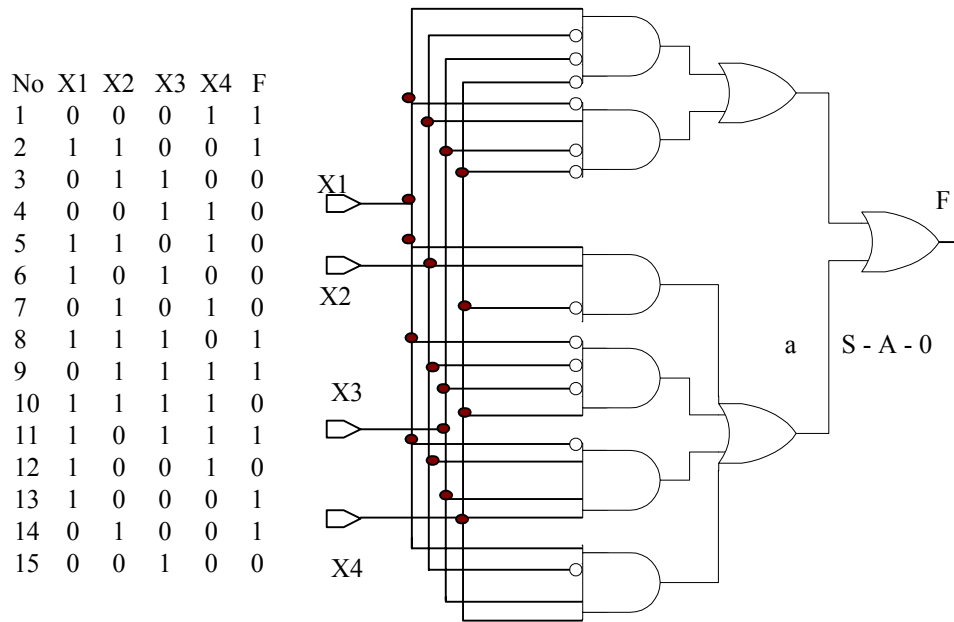 No X1 X2 X3 X4 F
1 0 0 0 1 1
2 1 1 0 0 1
3 0 1 1 0 0
4 0 0 1 1 0
5 1 1 0 1 0
6 1 0 1 0 0
7 0 1 0 1 0
8 1 1 1 0 1
9 0 1 1 1 1
10 1 1 1 1 0
11 1 0 1 1 1
12 1 0 0 1 0
13 1 0 0 0 1
14 0 1 0 0 1
15 0 0 1 0 0
X1
X2
X3
X4
a S - A - 0
F